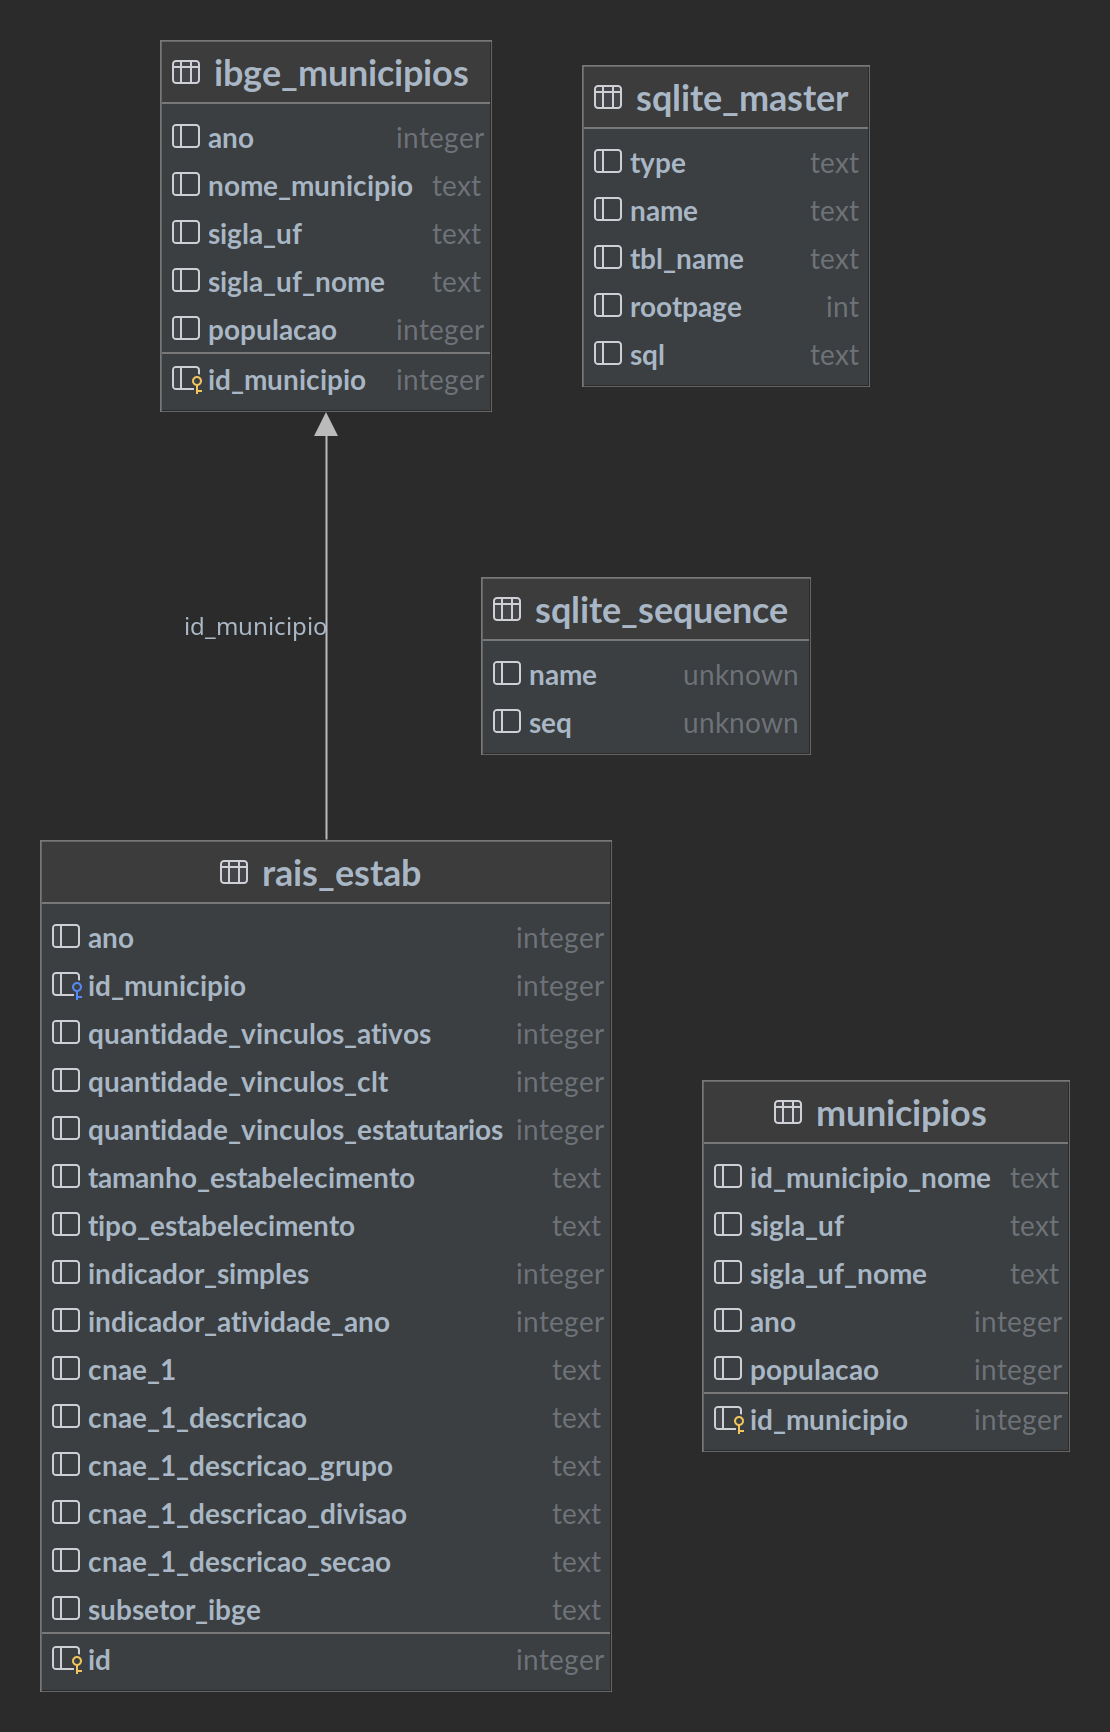 ibge_municipios
ano integer
nome_municipio text
sigla_uf text
sigla_uf_nome text
populacao integer
id_municipio integer
sqlite_master
type text
name text
tbl_name text
rootpage int
sql text
id_municipio
sqlite_sequence
name unknown
seq unknown
rais_estab
ano integer
id_municipio integer
quantidade_vinculos_ativos integer
quantidade_vinculos_clt integer
quantidade_vinculos_estatutarios integer
tamanho_estabelecimento text
tipo_estabelecimento text
indicador_simples integer
indicador_atividade_ano integer
cnae_1 text
cnae_1_descricao text
cnae_1_descricao_grupo text
cnae_1_descricao_divisao text
cnae_1_descricao_secao text
subsetor_ibge text
id integer
municipios
id_municipio_nome text
sigla_uf text
sigla_uf_nome text
ano integer
populacao integer
id_municipio integer